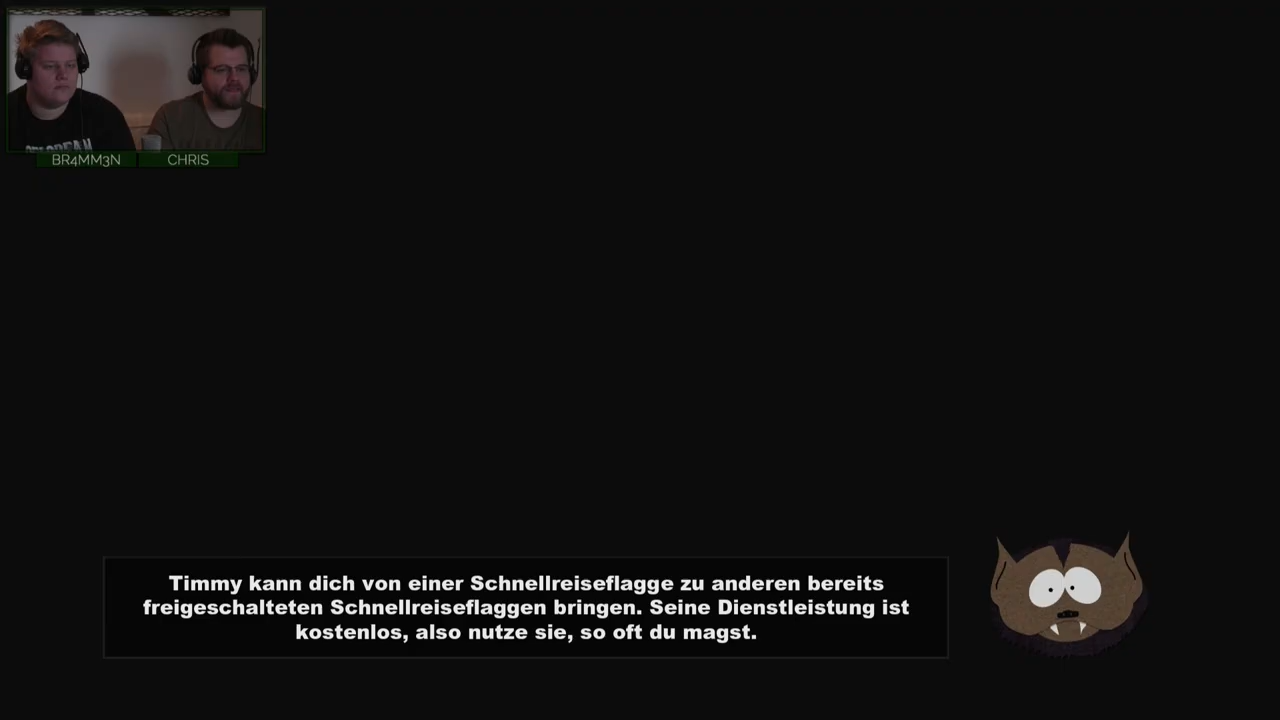 BR4MM3N
CHRIS
Timmy kann dich von einer Schnellreiseflagge zu anderen bereits
freigeschalteten Schnellreiseflaggen bringen. Seine Dienstleistung ist
kostenlos, also nutze sie, so oft du magst.